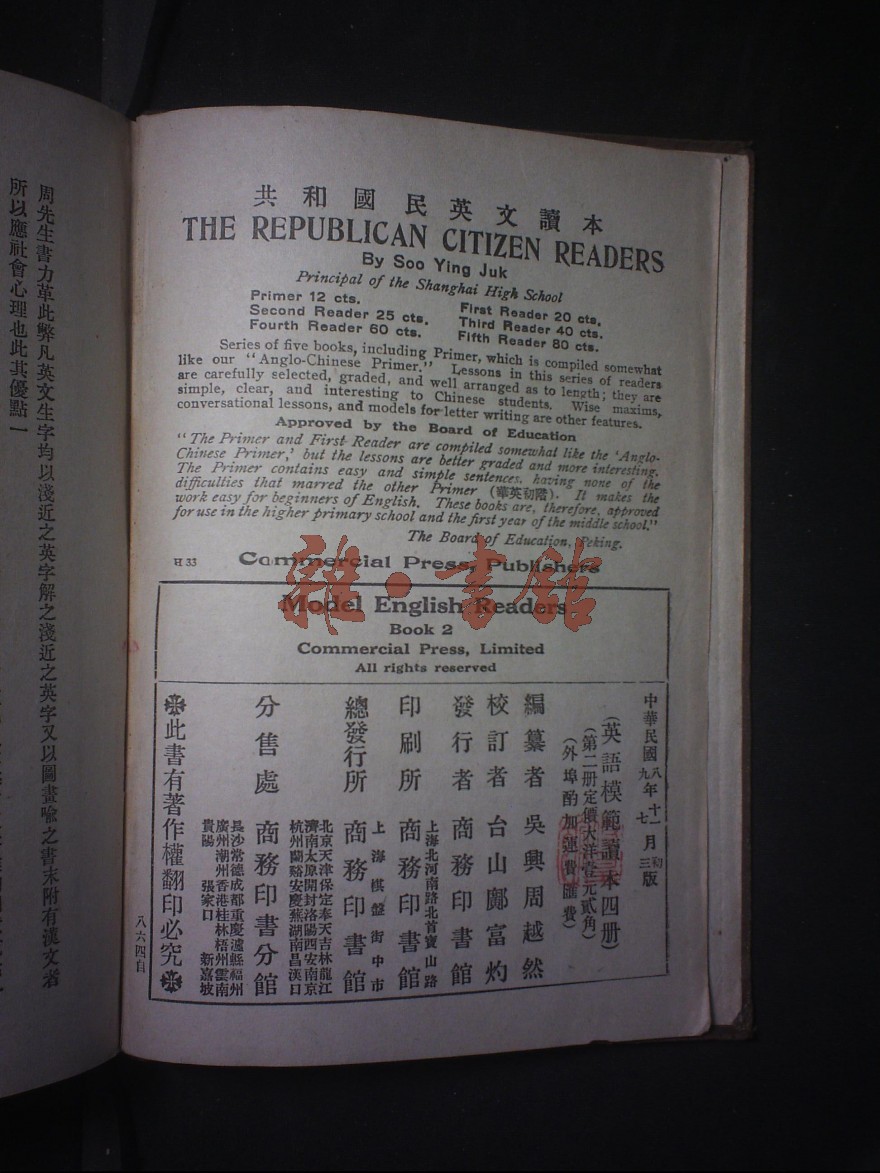 周先生書力革此弊凡英文生字均以淺近之英字解之淺近之英字又以圖畫喩之書末附有漢文者
所以應社會心理也此其優點一
共和國民英文讀本
THE REPUBLICAN CITIZEN READERS
By Soo Ying Juk
Principal of the Shanghai High School
Primer 12 cts. First Reader 20 cts.
Second Reader 25 cts. Third Reader 40 cts.
Fourth Reader 60 cts. Fifth Reader 80 cts.
Series of five books, including Primer, which is compiled somewhat
like our "Anglo-Chinese Primer." Lessons in this series of readers
are carefully selected, graded, and well arranged as to length; they are
simple, clear, and interesting to Chinese students. Wise maxims,
conversational lessons, and models for letter writing are other features.
Approved by the Board of Education
"The Primer and First Reader are compiled somewhat like the 'Anglo-
Chinese Primer,' but the lessons are better graded and more interesting.
The Primer contains easy and simple sentences, having none of the
difficulties that marred the other Primer (華英初階). It makes the
work easy for beginners of English. These books are, therefore, approved
for use in the higher primary school and the first year of the middle school."
The Board of Education, Peking.
H 33 Commercial Press, Publishers
雜·書館
Model English Readers
Book 2
Commercial Press, Limited
All rights reserved
中華民國八年十一月初版
九年七月三版
(英語模範讀本四册)
(第二册定價大洋壹元貳角)
(外埠酌加運費匯費)
編纂者 吳興周越然
校訂者 台山鄺富灼
發行者 商務印書館
上海北河南路北首寶山路
印刷所 商務印書館
上海棋盤街中市
總發行所 商務印書館
北京天津保定奉天吉林龍江
濟南太原開封洛陽西安南京
杭州蘭谿安慶蕪湖南昌漢口
分售處 商務印書分館
長沙常德成都重慶瀘縣福州
廣州潮州香港桂林梧州雲南
貴陽 張家口 新嘉坡
此書有著作權翻印必究
八六四自